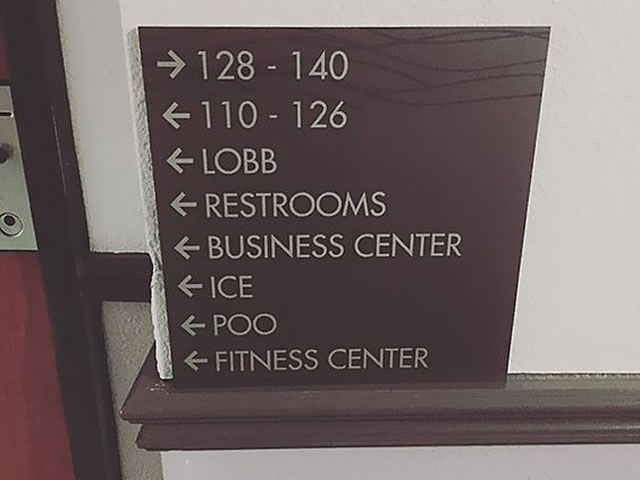 → 128 - 140
← 110 - 126
← LOBB
← RESTROOMS
← BUSINESS CENTER
← ICE
← POO
← FITNESS CENTER